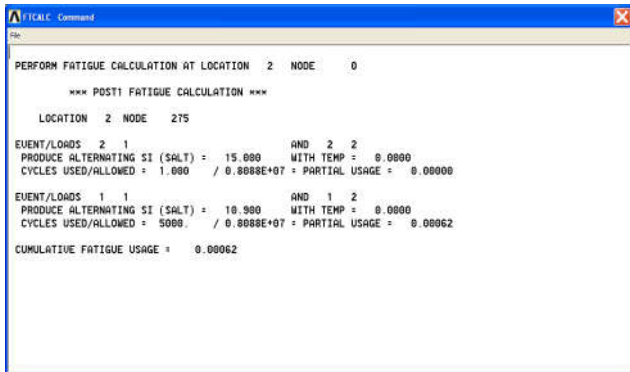 FTCALC Command
File
PERFORM FATIGUE CALCULATION AT LOCATION 2 NODE 0
*** POST1 FATIGUE CALCULATION ***
LOCATION 2 NODE 275
EVENT/LOADS 2 1 AND 2 2
PRODUCE ALTERNATING SI (SALT) = 15.000 WITH TEMP = 0.0000
CYCLES USED/ALLOWED = 1.000 / 0.8088E+07 = PARTIAL USAGE = 0.00000
EVENT/LOADS 1 1 AND 1 2
PRODUCE ALTERNATING SI (SALT) = 10.900 WITH TEMP = 0.0000
CYCLES USED/ALLOWED = 5000. / 0.8088E+07 = PARTIAL USAGE = 0.00062
CUMULATIVE FATIGUE USAGE = 0.00062